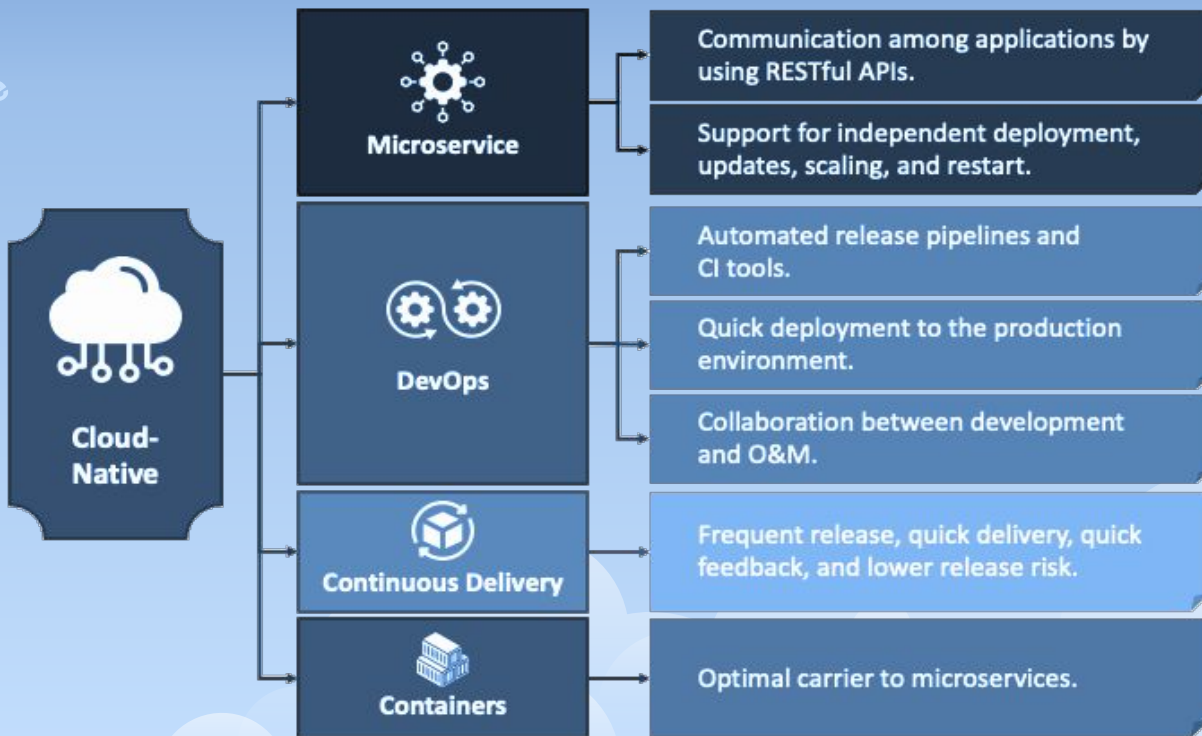 Cloud-
Native
Microservice
Communication among applications by
using RESTful APIs.
Support for independent deployment,
updates, scaling, and restart.
DevOps
Automated release pipelines and
CI tools.
Quick deployment to the production
environment.
Collaboration between development
and O&M.
Continuous Delivery
Frequent release, quick delivery, quick
feedback, and lower release risk.
Containers
Optimal carrier to microservices.